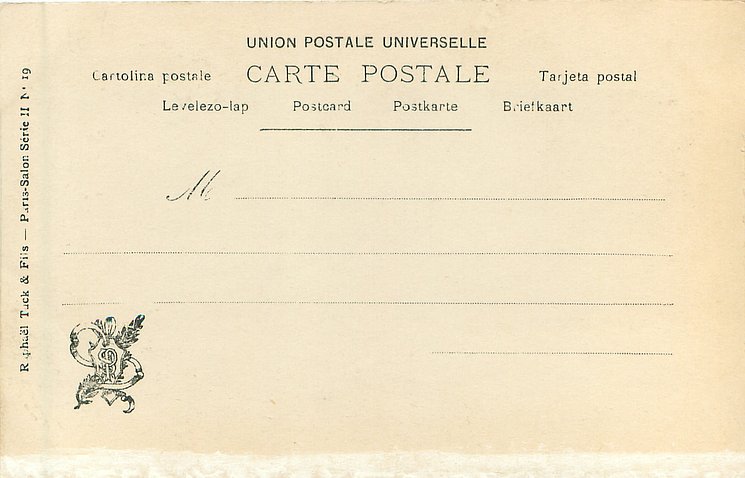 UNION POSTALE UNIVERSELLE
Cartolina postale CARTE POSTALE Tarjeta postal
Levelezo-lap Postcard Postkarte Briefkaart
M
Raphaël Tuck & Fils — Paris-Salon Série II N° 19